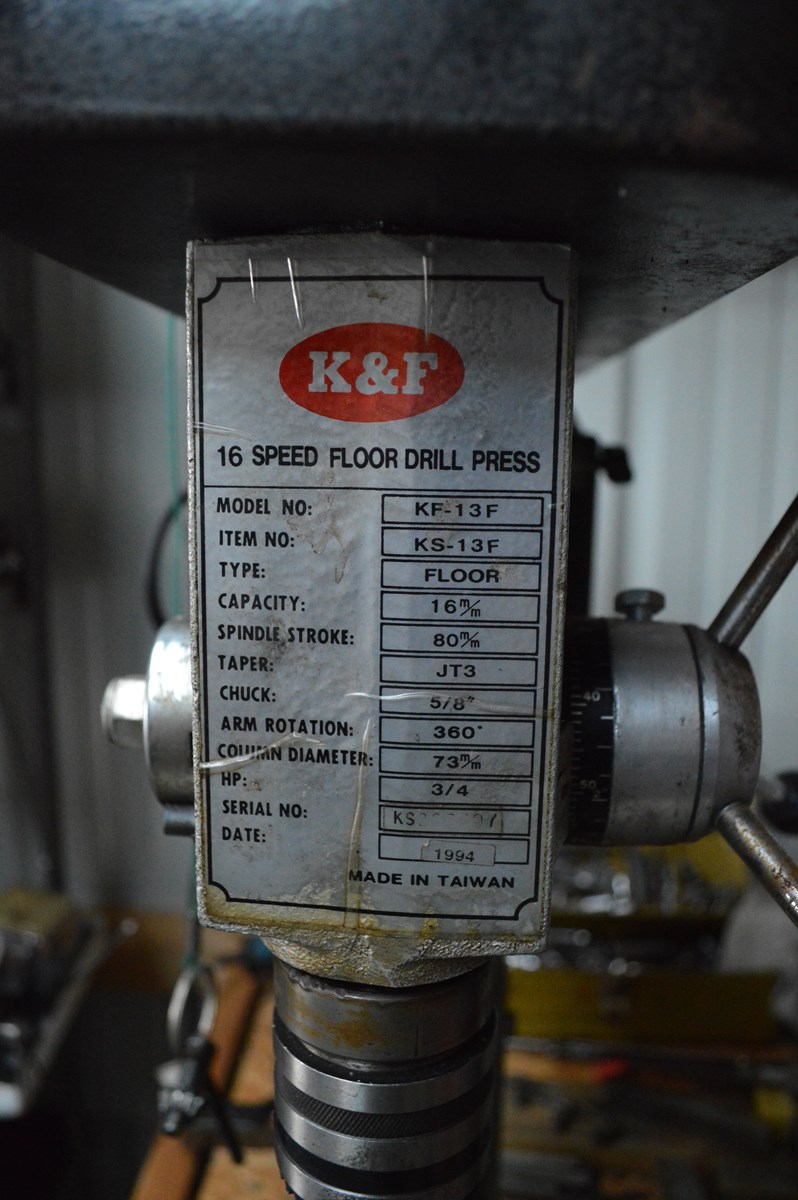 K&F
16 SPEED FLOOR DRILL PRESS
MODEL NO: KF-13F
ITEM NO: KS-13F
TYPE: FLOOR
CAPACITY: 16m/m
SPINDLE STROKE: 80m/m
TAPER: JT3
CHUCK: 5/8"
ARM ROTATION: 360°
COLUMN DIAMETER: 73m/m
HP: 3/4
SERIAL NO:
DATE: 1994
MADE IN TAIWAN
40
50